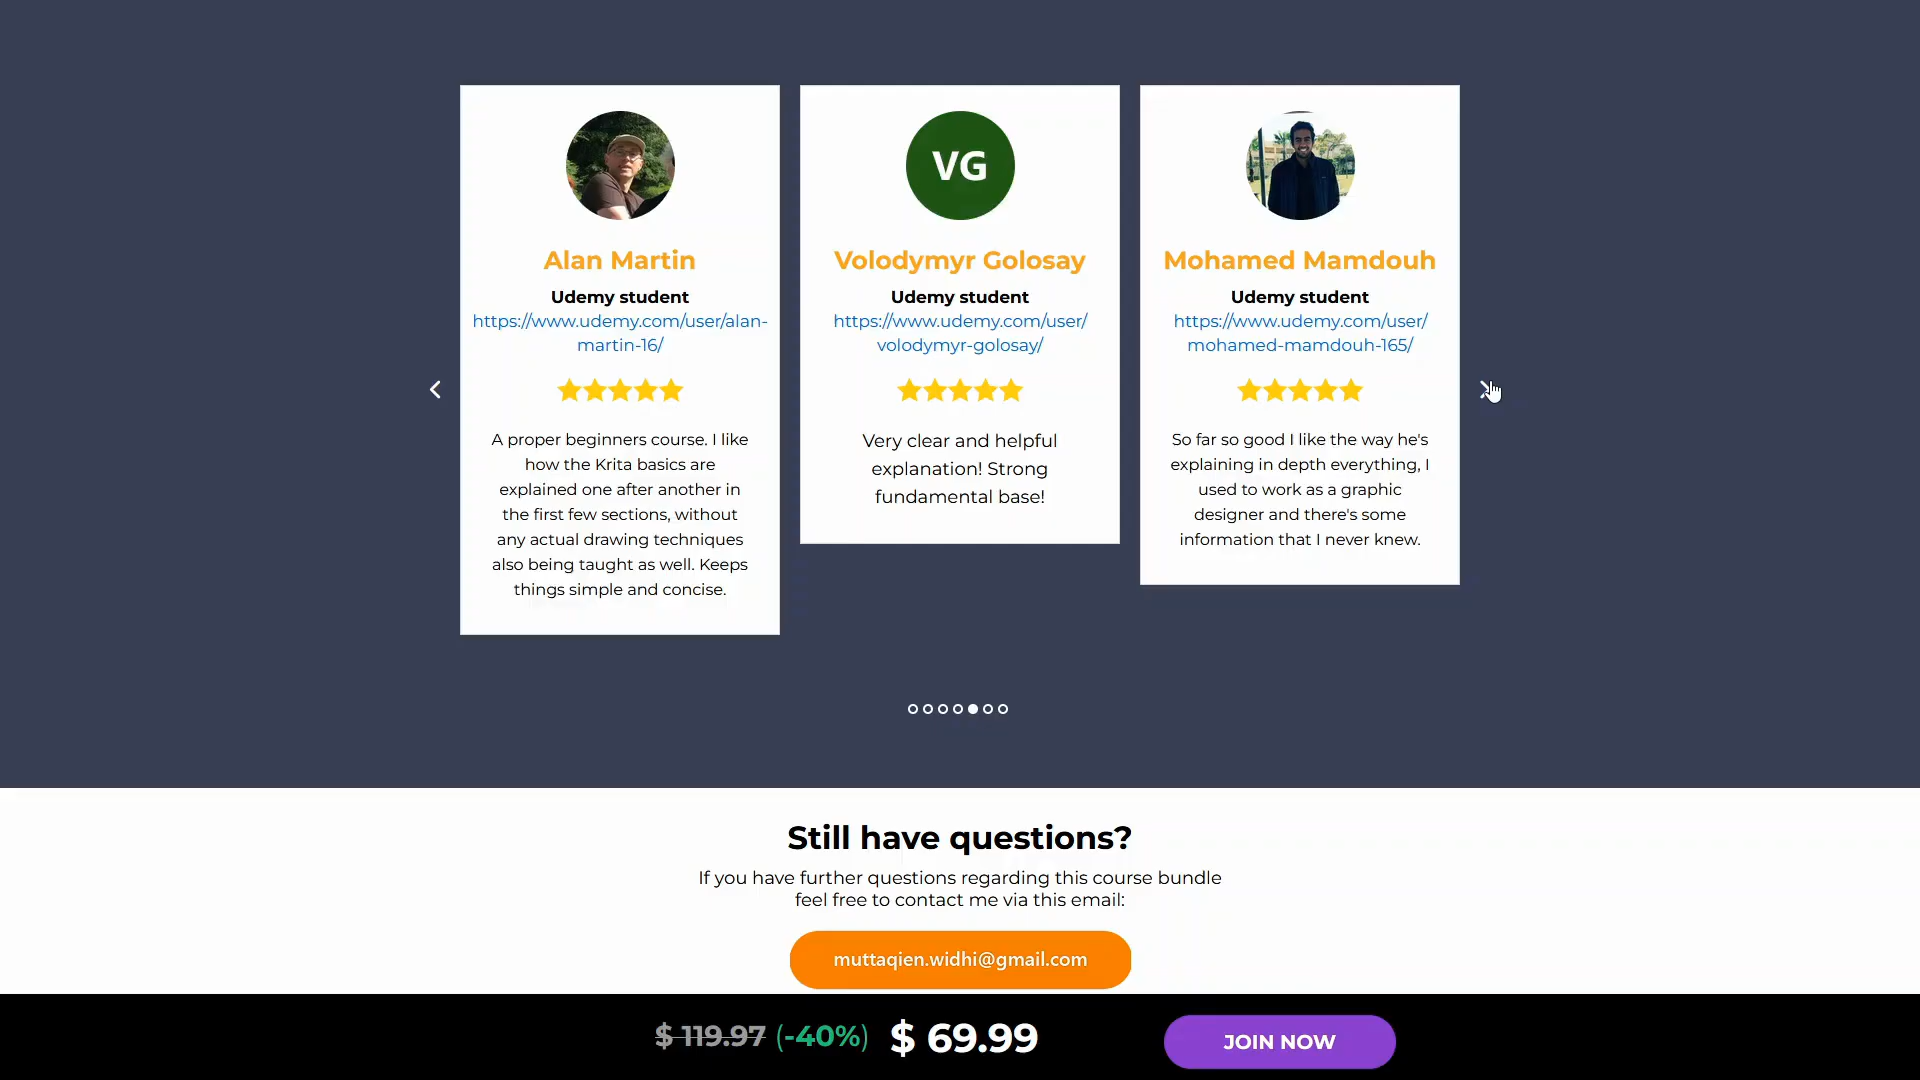 Alan Martin
Udemy student
https://www.udemy.com/user/alan-
martin-16/
A proper beginners course. I like
how the Krita basics are
explained one after another in
the first few sections, without
any actual drawing techniques
also being taught as well. Keeps
things simple and concise.
VG
Volodymyr Golosay
Udemy student
https://www.udemy.com/user/
volodymyr-golosay/
Very clear and helpful
explanation! Strong
fundamental base!
Mohamed Mamdouh
Udemy student
https://www.udemy.com/user/
mohamed-mamdouh-165/
So far so good I like the way he's
explaining in depth everything, I
used to work as a graphic
designer and there's some
information that I never knew.
Still have questions?
If you have further questions regarding this course bundle
feel free to contact me via this email:
muttaqien.widhi@gmail.com
$ 119.97 (-40%) $ 69.99
JOIN NOW